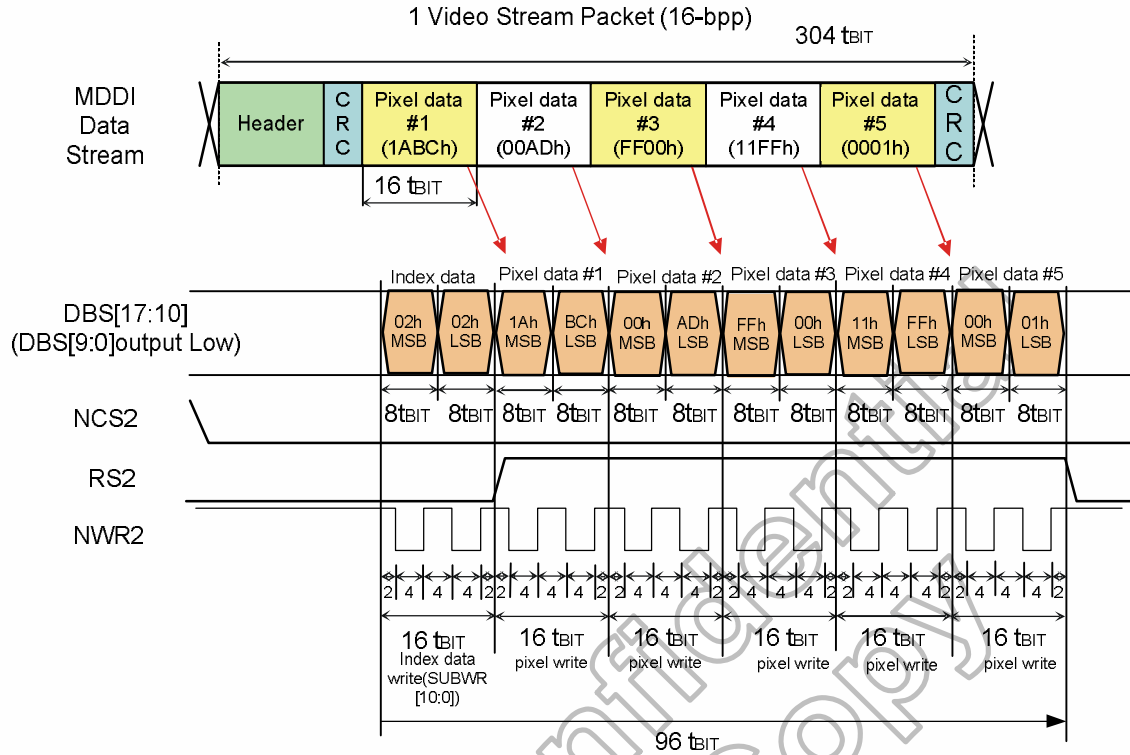 1 Video Stream Packet (16-bpp)
304 tBIT
MDDI
Data
Stream
Header
C
R
C
Pixel data
#1
(1ABCh)
Pixel data
#2
(00ADh)
Pixel data
#3
(FF00h)
Pixel data
#4
(11FFh)
Pixel data
#5
(0001h)
C
R
C
16 tBIT
Index data
Pixel data #1
Pixel data #2
Pixel data #3
Pixel data #4
Pixel data #5
DBS[17:10]
(DBS[9:0]output Low)
02h
MSB
02h
LSB
1Ah
MSB
BCh
LSB
00h
MSB
ADh
LSB
FFh
MSB
00h
LSB
11h
MSB
FFh
LSB
00h
MSB
01h
LSB
8tBIT 8tBIT 8tBIT 8tBIT 8tBIT 8tBIT 8tBIT 8tBIT 8tBIT 8tBIT 8tBIT 8tBIT
NCS2
RS2
NWR2
2 4 4 4 2 2 4 4 4 2 2 4 4 4 2 2 4 4 4 2 2 4 4 4 2 2 4 4 4 2
16 tBIT
Index data
write(SUBWR
[10:0])
16 tBIT
pixel write
16 tBIT
pixel write
16 tBIT
pixel write
16 tBIT
pixel write
16 tBIT
pixel write
96 tBIT